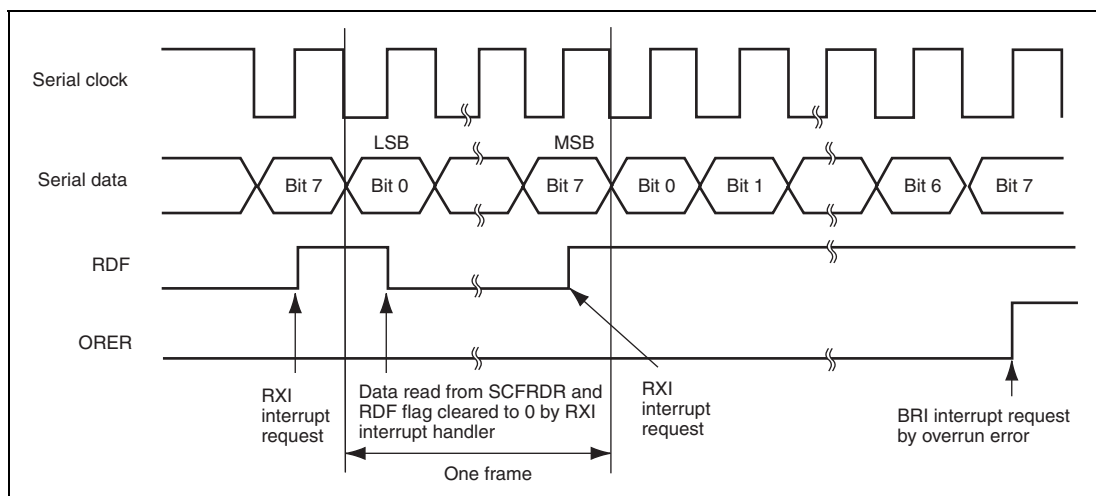 Serial clock
LSB
MSB
Serial data
Bit 7
Bit 0
Bit 7
Bit 0
Bit 1
Bit 6
Bit 7
RDF
ORER
RXI
interrupt
request
Data read from SCFRDR and
RDF flag cleared to 0 by RXI
interrupt handler
RXI
interrupt
request
BRI interrupt request
by overrun error
One frame